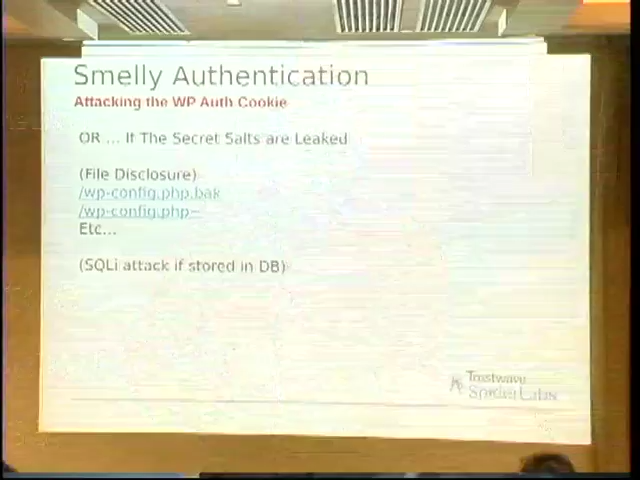 Smelly Authentication
Attacking the WP Auth Cookie
OR ... If The Secret Salts are Leaked
(File Disclosure)
/wp-config.php.bak
/wp-config.php~
Etc...
(SQLi attack if stored in DB)
Trustwave
SpiderLabs